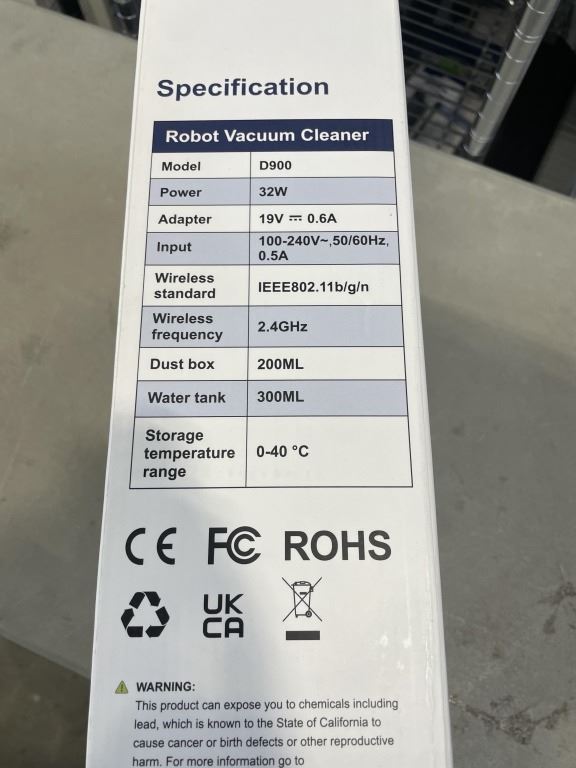 Specification
Robot Vacuum Cleaner
Model D900
Power 32W
Adapter 19V ⎓ 0.6A
Input 100-240V~,50/60Hz,
0.5A
Wireless
standard IEEE802.11b/g/n
Wireless
frequency 2.4GHz
Dust box 200ML
Water tank 300ML
Storage
temperature
range 0-40 °C
CE FC ROHS
UK
CA
WARNING:
This product can expose you to chemicals including
lead, which is known to the State of California to
cause cancer or birth defects or other reproductive
harm. For more information go to